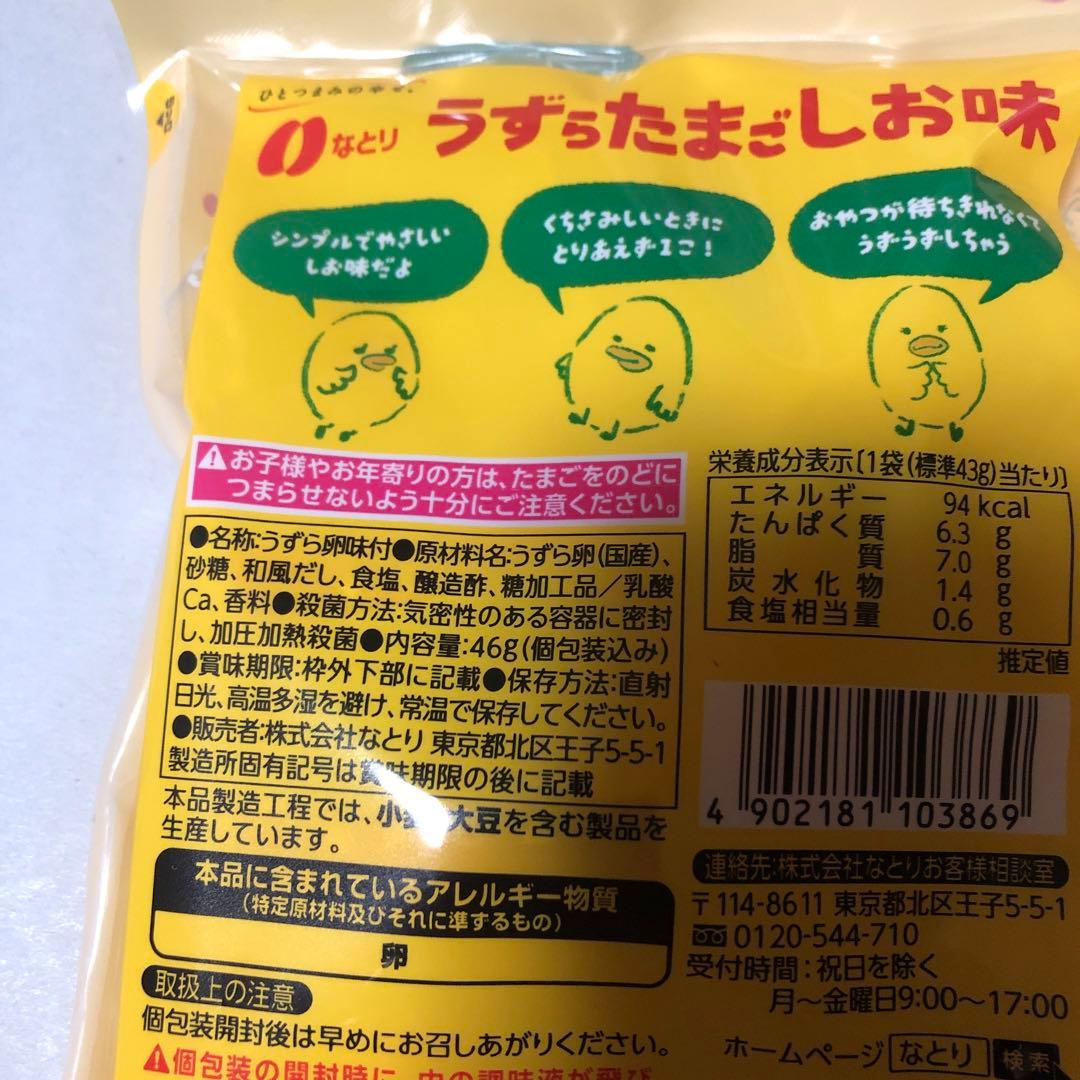 ひとつまみの幸せ。
なとり
うずらたまごしお味
シンプルでやさしい
しお味だよ
くちさみしいときに
とりあえず1こ!
おやつが待ちきれなくて
うずうずしちゃう
お子様やお年寄りの方は、たまごをのどに
つまらせないよう十分にご注意ください。
●名称:うずら卵味付●原材料名:うずら卵(国産)、
砂糖、和風だし、食塩、醸造酢、糖加工品/乳酸
Ca、香料●殺菌方法:気密性のある容器に密封
し、加圧加熱殺菌●内容量:46g(個包装込み)
●賞味期限:枠外下部に記載●保存方法:直射
日光、高温多湿を避け、常温で保存してください。
●販売者:株式会社なとり 東京都北区王子5-5-1
製造所固有記号は賞味期限の後に記載
本品製造工程では、小麦、大豆を含む製品を
生産しています。
本品に含まれているアレルギー物質
(特定原材料及びそれに準ずるもの)
卵
取扱上の注意
個包装開封後は早めにお召しあがりください。
個包装の開封時に、中の調味液が飛び
栄養成分表示〔1袋(標準43g)当たり〕
エネルギー 94 kcal
たんぱく質 6.3 g
脂質 7.0 g
炭水化物 1.4 g
食塩相当量 0.6 g
推定値
4 902181 103869
連絡先:株式会社なとりお客様相談室
〒114-8611 東京都北区王子5-5-1
0120-544-710
受付時間:祝日を除く
月~金曜日9:00~17:00
ホームページ なとり 検索